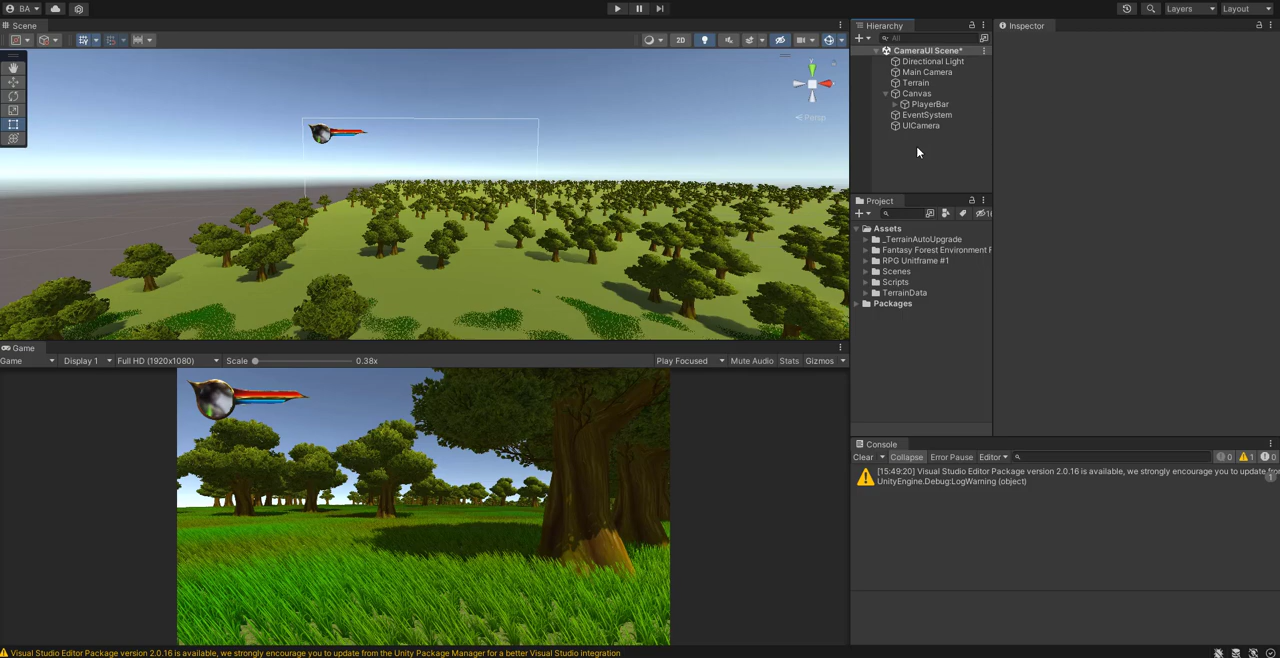 BA
Layers
Layout
Scene
2D
y
Persp
Game
Game
Display 1
Full HD (1920x1080)
Scale
0.38x
Play Focused
Mute Audio
Stats
Gizmos
Hierarchy
All
CameraUI Scene*
Directional Light
Main Camera
Terrain
Canvas
PlayerBar
EventSystem
UICamera
Project
Assets
_TerrainAutoUpgrade
Fantasy Forest Environment F
RPG Unitframe #1
Scenes
Scripts
TerrainData
Packages
Inspector
Console
Clear
Collapse
Error Pause
Editor
0
1
0
[15:49:20] Visual Studio Editor Package version 2.0.16 is available, we strongly encourage you to update fro
UnityEngine.Debug:LogWarning (object)
1
Visual Studio Editor Package version 2.0.16 is available, we strongly encourage you to update from the Unity Package Manager for a better Visual Studio integration